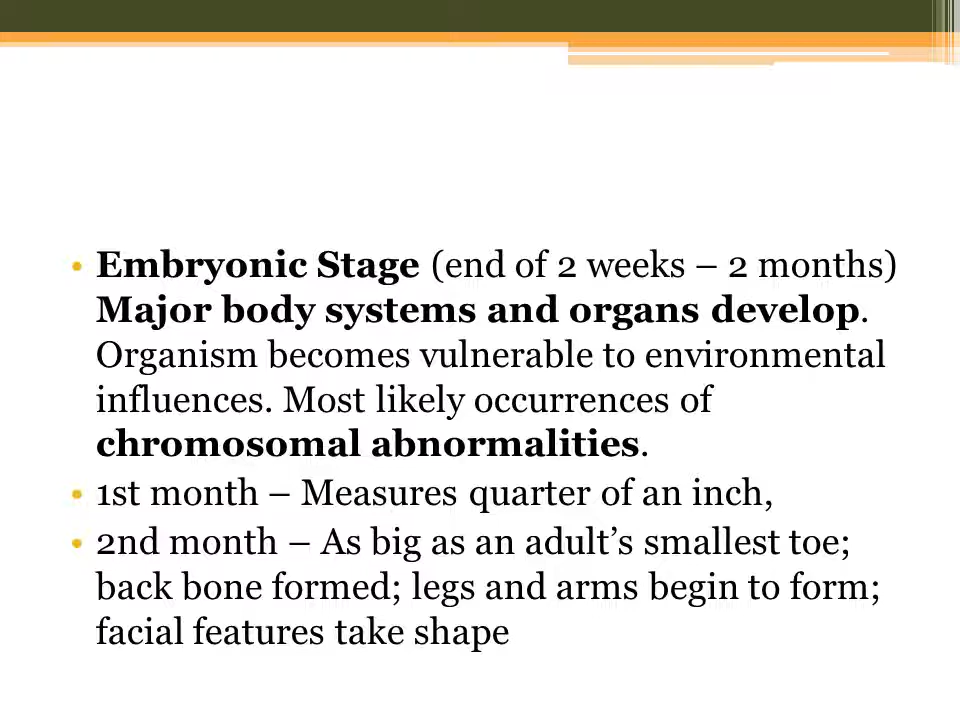 • Embryonic Stage (end of 2 weeks – 2 months)
Major body systems and organs develop.
Organism becomes vulnerable to environmental
influences. Most likely occurrences of
chromosomal abnormalities.
• 1st month – Measures quarter of an inch,
• 2nd month – As big as an adult’s smallest toe;
back bone formed; legs and arms begin to form;
facial features take shape